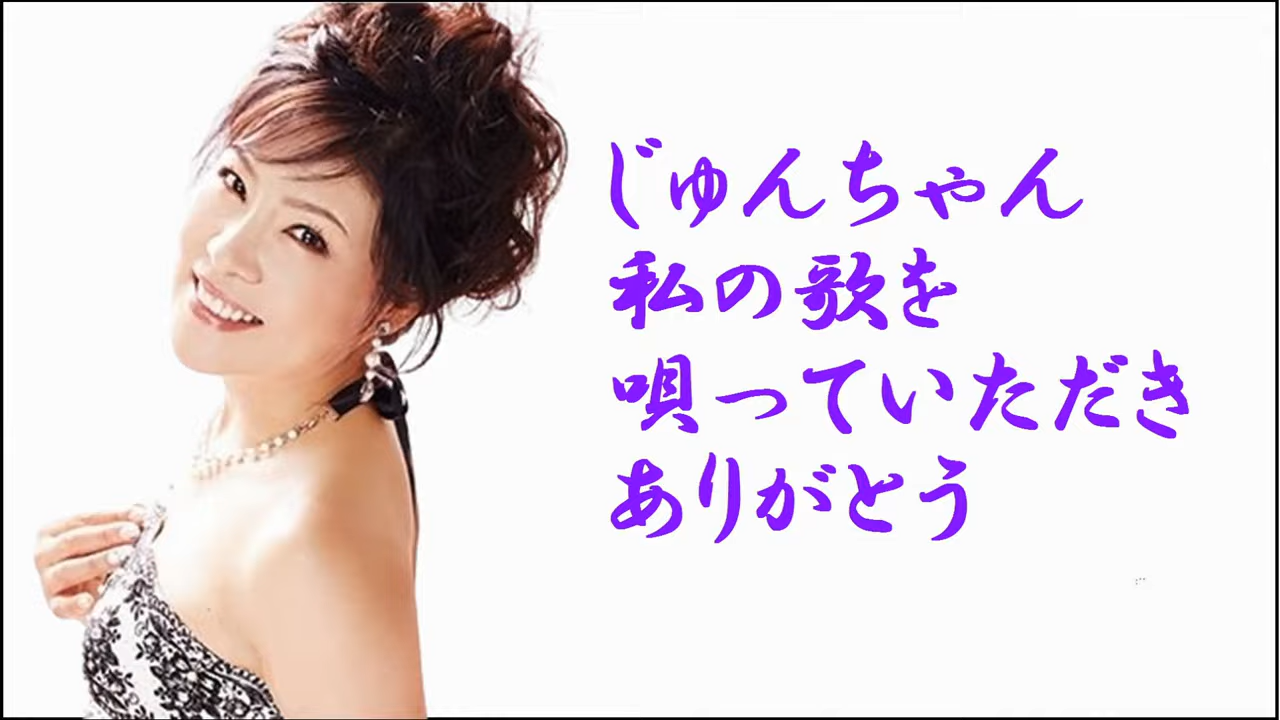 じゅんちゃん
私の歌を
唄っていただき
ありがとう